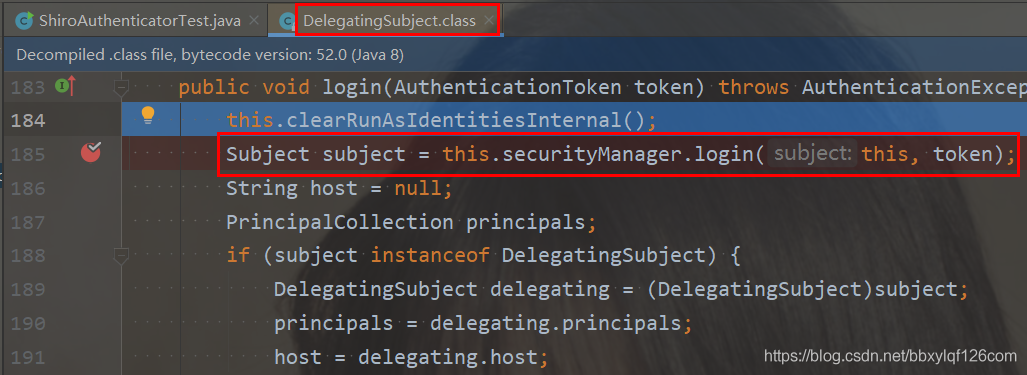 ShiroAuthenticatorTest.java × DelegatingSubject.class ×
Decompiled .class file, bytecode version: 52.0 (Java 8)
183 public void login(AuthenticationToken token) throws AuthenticationExcep
184 this.clearRunAsIdentitiesInternal();
185 Subject subject = this.securityManager.login( subject: this, token);
186 String host = null;
187 PrincipalCollection principals;
188 if (subject instanceof DelegatingSubject) {
189 DelegatingSubject delegating = (DelegatingSubject)subject;
190 principals = delegating.principals;
191 host = delegating.host;
https://blog.csdn.net/bbxylqf126com